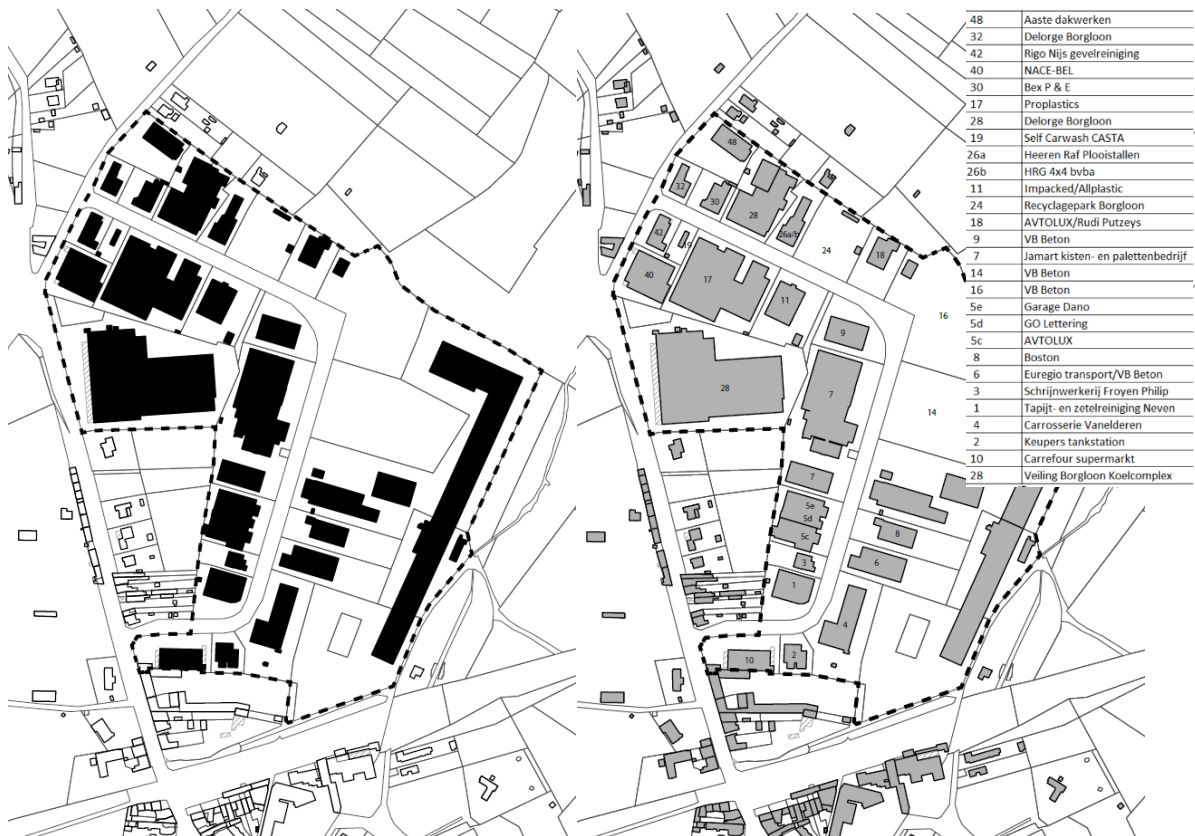 48 Aaste dakwerken
32 Delorge Borgloon
42 Rigo Nijs gevelreiniging
40 NACE-BEL
30 Bex P & E
17 Proplastics
28 Delorge Borgloon
19 Self Carwash CASTA
26a Heeren Raf Plooistallen
26b HRG 4x4 bvba
11 Impacked/Allplastic
24 Recyclagepark Borgloon
18 AVTOLUX/Rudi Putzeys
9 VB Beton
7 Jamart kisten- en palettenbedrijf
14 VB Beton
16 VB Beton
5e Garage Dano
5d GO Lettering
5c AVTOLUX
8 Boston
6 Euregio transport/VB Beton
3 Schrijnwerkerij Froyen Philip
1 Tapijt- en zetelreiniging Neven
4 Carrosserie Vanelderen
2 Keupers tankstation
10 Carrefour supermarkt
28 Veiling Borgloon Koelcomplex
48
32
30
28
26a/b
42
19
24
18
40
17
11
16
9
28
7
14
7
5e
5d
5c
8
3
6
1
4
10
2